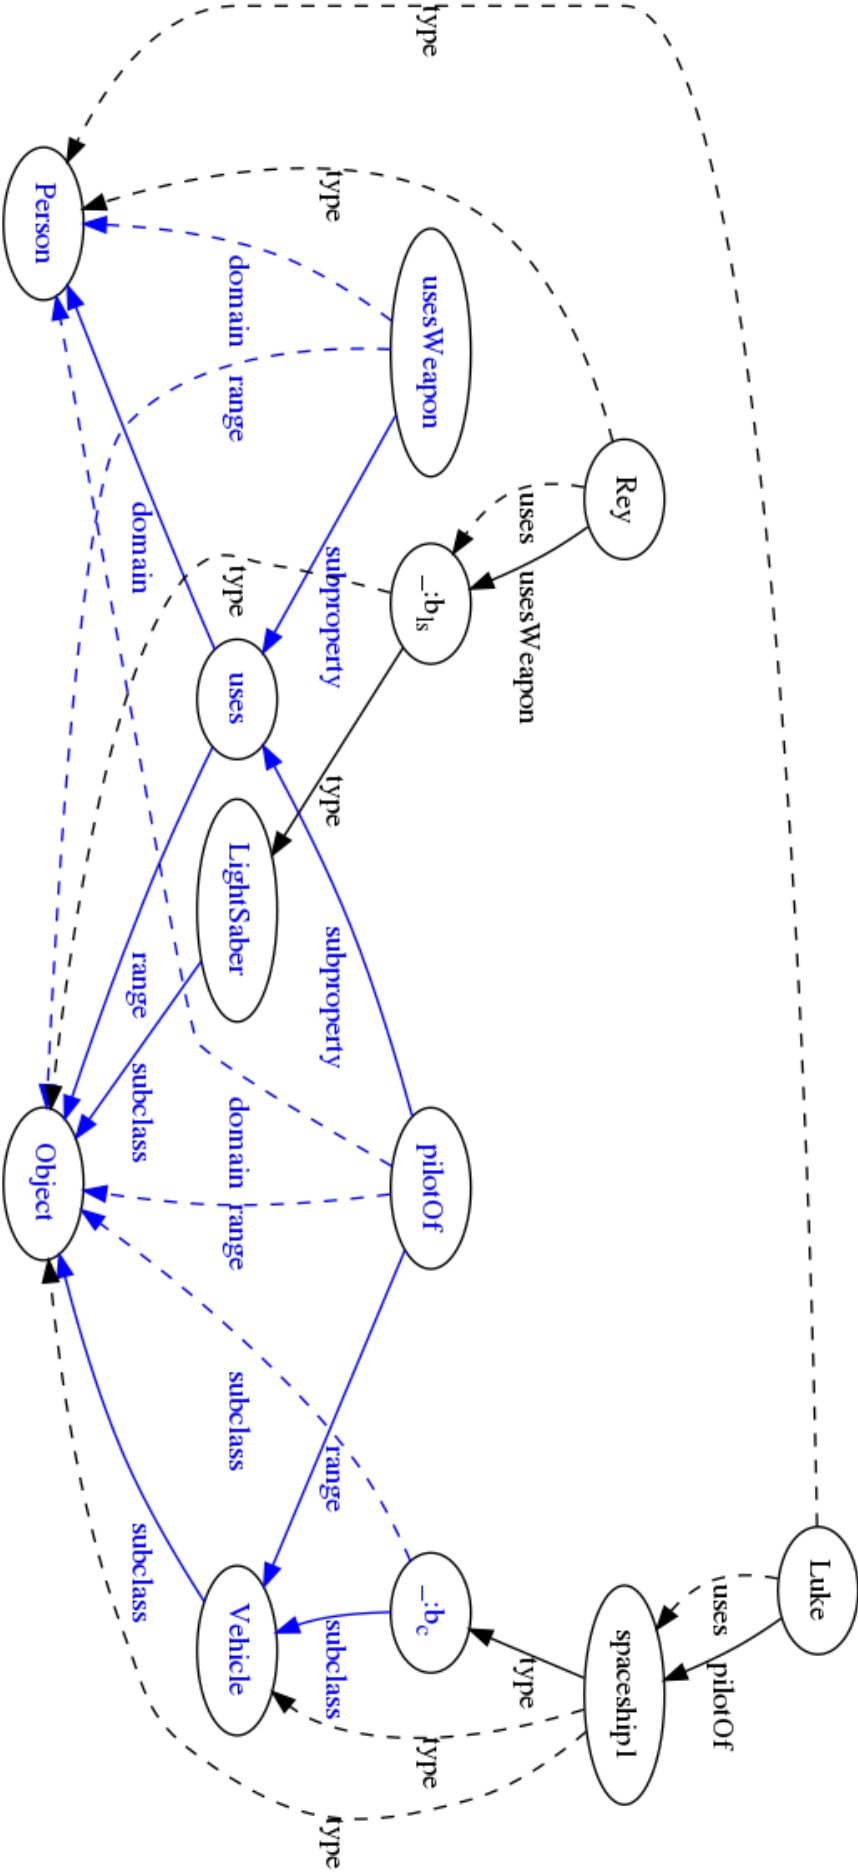 Luke
type
uses
pilotOf
Rey
spaceship1
type
uses
usesWeapon
type
type
type
usesWeapon
_:b_ls
pilotOf
_:b_c
domain
range
subproperty
type
type
subproperty
domain
range
range
subclass
subclass
uses
LightSaber
Vehicle
domain
range
subclass
subclass
Person
Object